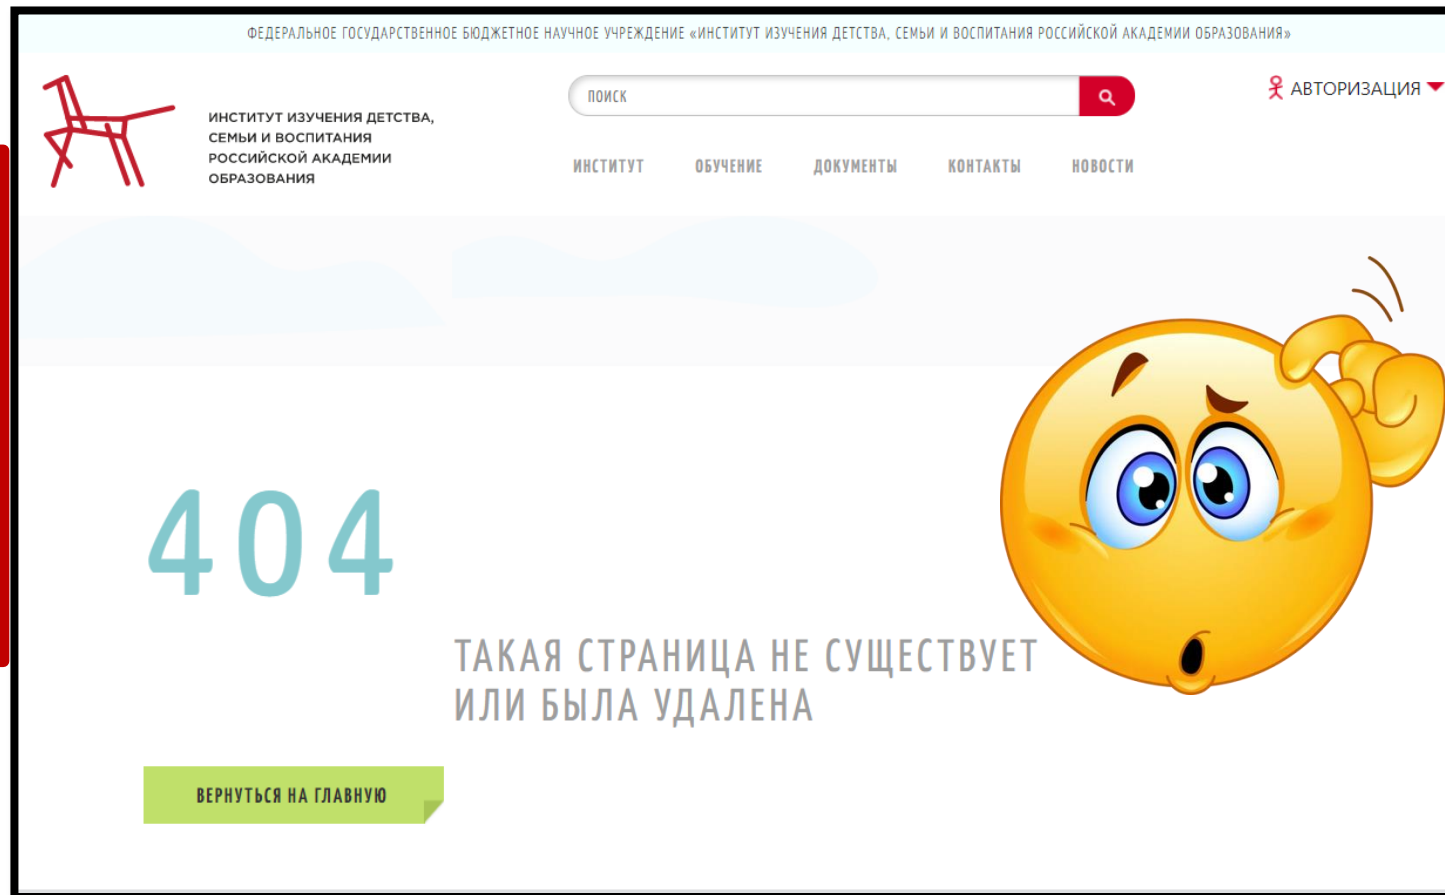 ФЕДЕРАЛЬНОЕ ГОСУДАРСТВЕННОЕ БЮДЖЕТНОЕ НАУЧНОЕ УЧРЕЖДЕНИЕ «ИНСТИТУТ ИЗУЧЕНИЯ ДЕТСТВА, СЕМЬИ И ВОСПИТАНИЯ РОССИЙСКОЙ АКАДЕМИИ ОБРАЗОВАНИЯ»
ИНСТИТУТ ИЗУЧЕНИЯ ДЕТСТВА,
СЕМЬИ И ВОСПИТАНИЯ
РОССИЙСКОЙ АКАДЕМИИ
ОБРАЗОВАНИЯ
ПОИСК
АВТОРИЗАЦИЯ
ИНСТИТУТ ОБУЧЕНИЕ ДОКУМЕНТЫ КОНТАКТЫ НОВОСТИ
404
ТАКАЯ СТРАНИЦА НЕ СУЩЕСТВУЕТ
ИЛИ БЫЛА УДАЛЕНА
ВЕРНУТЬСЯ НА ГЛАВНУЮ